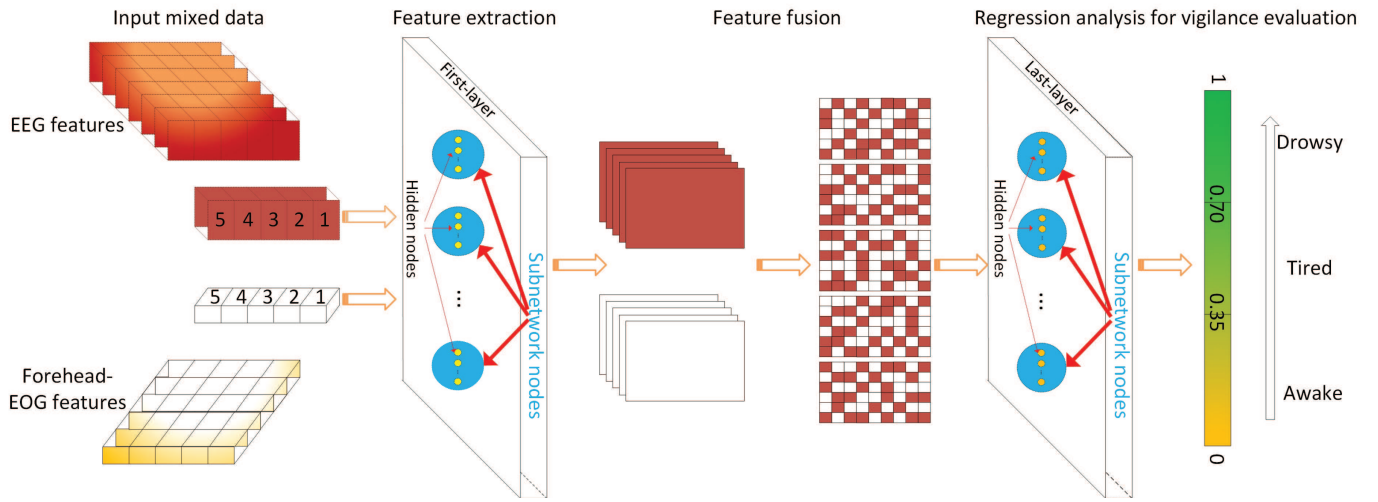 Input mixed data
Feature extraction
Feature fusion
Regression analysis for vigilance evaluation
EEG features
5 4 3 2 1
5 4 3 2 1
Forehead-
EOG features
First-layer
Hidden nodes
...
Subnetwork nodes
Last-layer
Hidden nodes
...
Subnetwork nodes
1
0.70
0.35
0
Drowsy
Tired
Awake